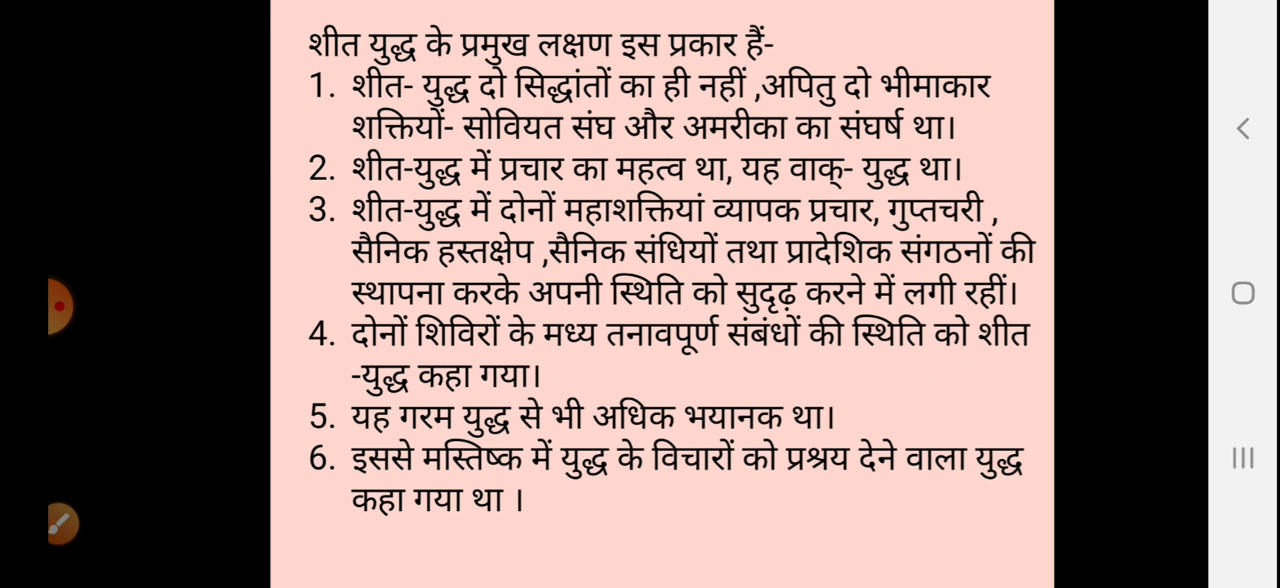 शीत युद्ध के प्रमुख लक्षण इस प्रकार हैं-
1. शीत- युद्ध दो सिद्धांतों का ही नहीं ,अपितु दो भीमाकार
शक्तियों- सोवियत संघ और अमरीका का संघर्ष था।
2. शीत-युद्ध में प्रचार का महत्व था, यह वाक्- युद्ध था।
3. शीत-युद्ध में दोनों महाशक्तियां व्यापक प्रचार, गुप्तचरी ,
सैनिक हस्तक्षेप ,सैनिक संधियों तथा प्रादेशिक संगठनों की
स्थापना करके अपनी स्थिति को सुदृढ़ करने में लगी रहीं।
4. दोनों शिविरों के मध्य तनावपूर्ण संबंधों की स्थिति को शीत
-युद्ध कहा गया।
5. यह गरम युद्ध से भी अधिक भयानक था।
6. इससे मस्तिष्क में युद्ध के विचारों को प्रश्रय देने वाला युद्ध
कहा गया था ।